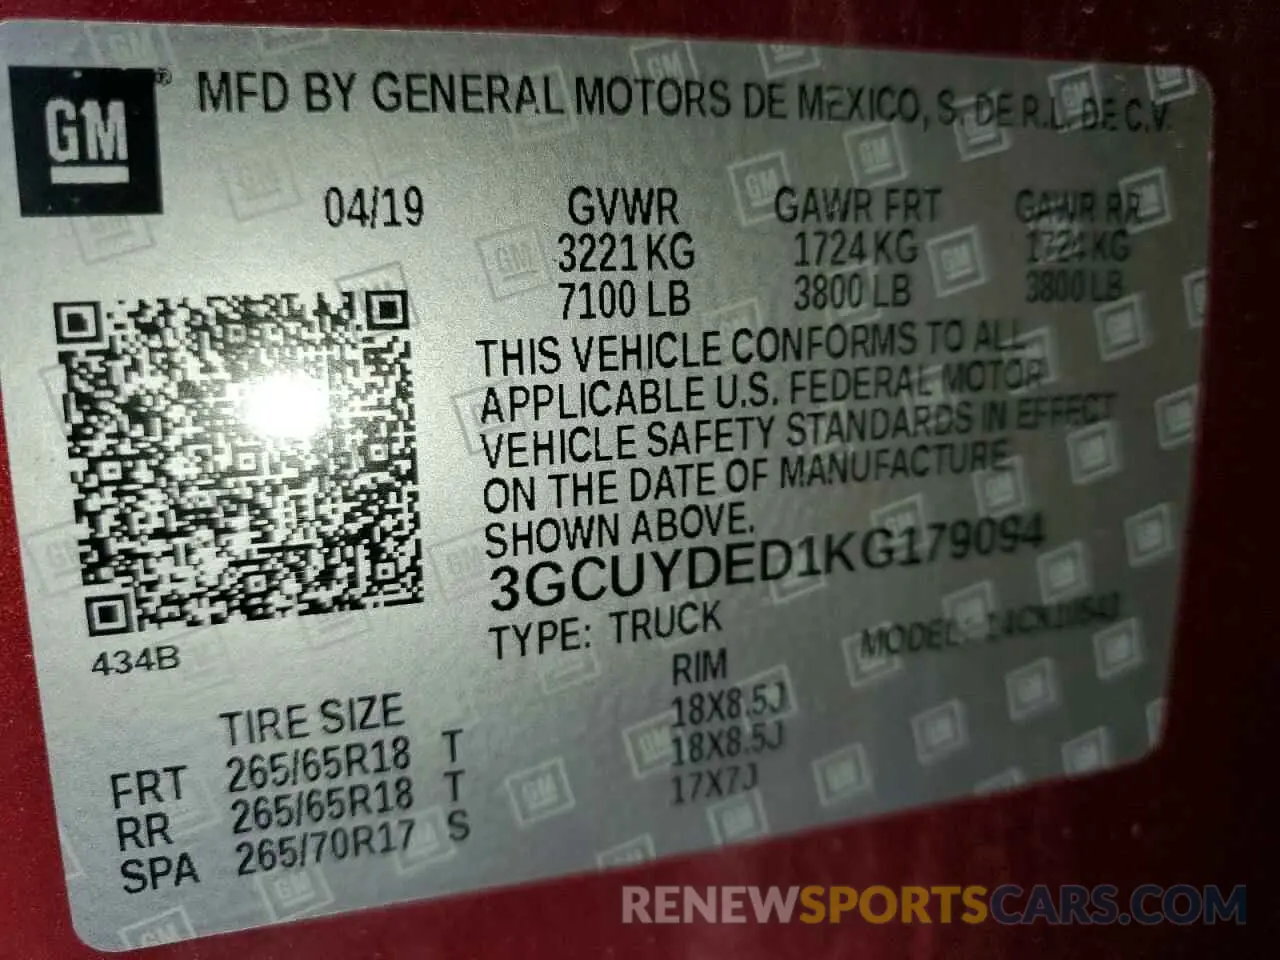 GM ® MFD BY GENERAL MOTORS DE MEXICO, S. DE R.L. DE C.V.
04/19 GVWR GAWR FRT GAWR RR
3221 KG 1724 KG 1724 KG
7100 LB 3800 LB 3800 LB
THIS VEHICLE CONFORMS TO ALL
APPLICABLE U.S. FEDERAL MOTOR
VEHICLE SAFETY STANDARDS IN EFFECT
ON THE DATE OF MANUFACTURE
SHOWN ABOVE.
3GCUYDED1KG179094
TYPE: TRUCK MODEL:
434B
TIRE SIZE RIM
FRT 265/65R18 T 18X8.5J
RR 265/65R18 T 18X8.5J
SPA 265/70R17 S 17X7J
RENEWSPORTSCARS.COM